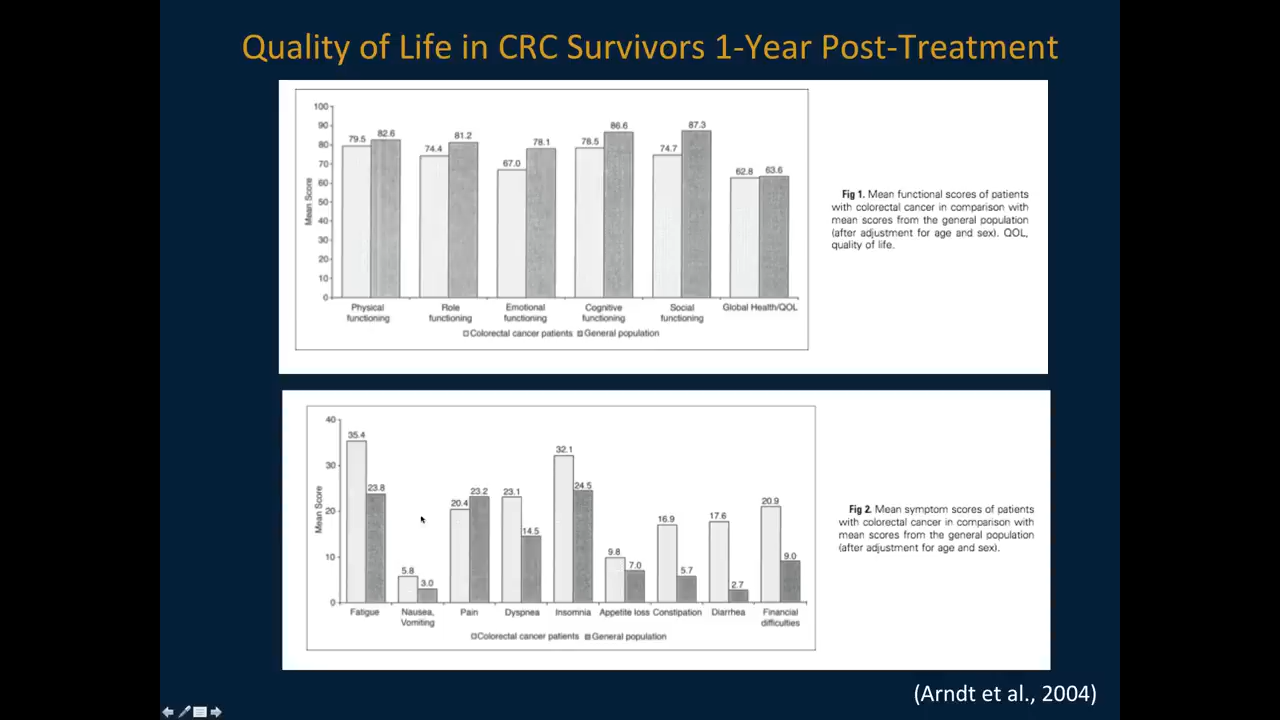 Quality of Life in CRC Survivors 1-Year Post-Treatment
100
90
80
70
60
50
40
30
20
10
0
Mean Score
79.5 82.6 74.4 81.2 67.0 78.1 78.5 86.6 74.7 87.3 62.8 63.6
Physical functioning
Role functioning
Emotional functioning
Cognitive functioning
Social functioning
Global Health/QOL
Colorectal cancer patients General population
Fig 1. Mean functional scores of patients
with colorectal cancer in comparison with
mean scores from the general population
(after adjustment for age and sex). QOL,
quality of life.
40
30
20
10
0
Mean Score
35.4 23.8 5.8 3.0 20.4 23.2 23.1 14.5 32.1 24.5 9.8 7.0 16.9 5.7 17.6 2.7 20.9 9.0
Fatigue
Nausea, Vomiting
Pain
Dyspnea
Insomnia
Appetite loss
Constipation
Diarrhea
Financial difficulties
Colorectal cancer patients General population
Fig 2. Mean symptom scores of patients
with colorectal cancer in comparison with
mean scores from the general population
(after adjustment for age and sex).
(Arndt et al., 2004)